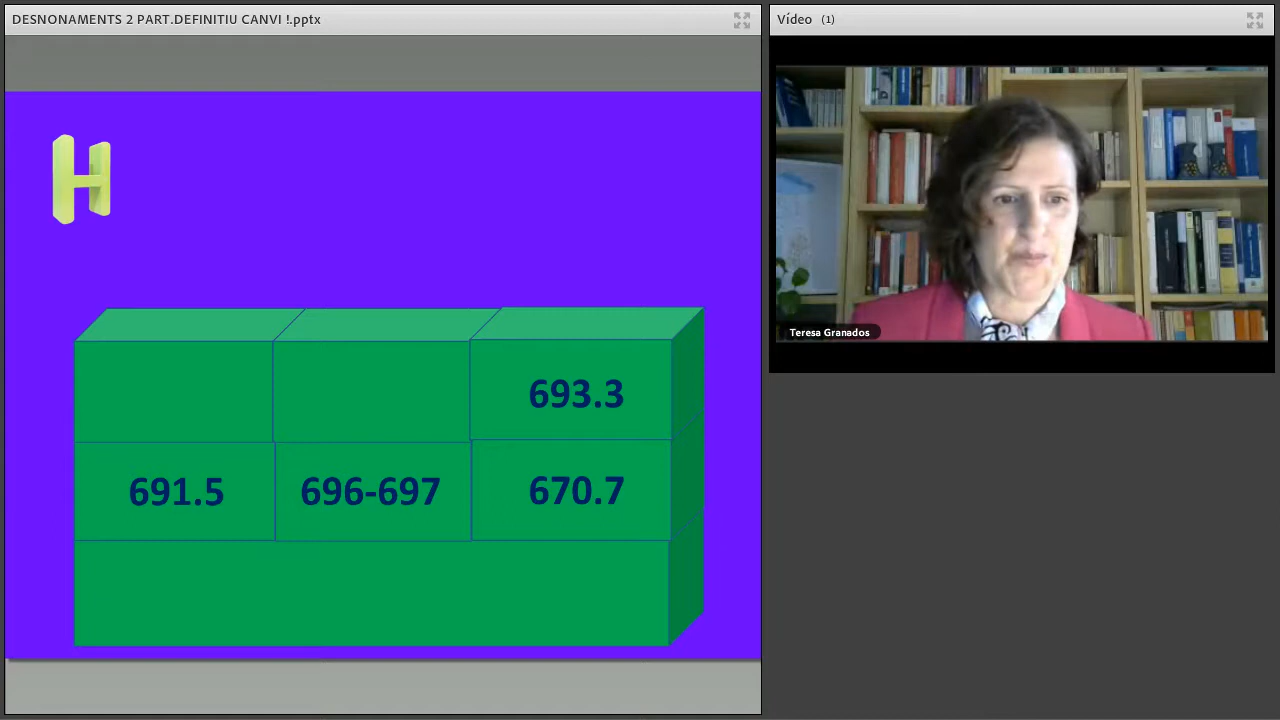 DESNONAMENTS 2 PART.DEFINITIU CANVI !.pptx
Vídeo (1)
H
693.3
691.5 696-697 670.7
Teresa Granados